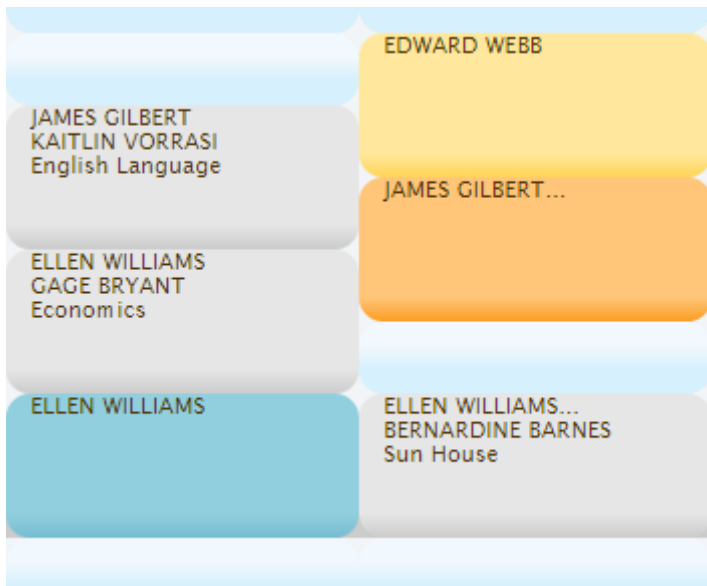 EDWARD WEBB
JAMES GILBERT
KAITLIN VORRASI
English Language
JAMES GILBERT...
ELLEN WILLIAMS
GAGE BRYANT
Economics
ELLEN WILLIAMS
ELLEN WILLIAMS...
BERNARDINE BARNES
Sun House